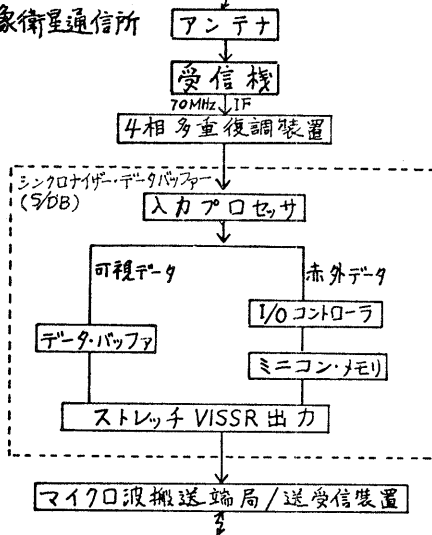 象衛星通信所
アンテナ
受信機
70MHz IF
4相多重復調装置
シンクロナイザー・データバッファー
(S/DB)
入力プロセッサ
可視データ
赤外データ
I/Oコントローラ
データ・バッファ
ミニコン・メモリ
ストレッチVISSR出力
マイクロ波搬送端局/送受信装置